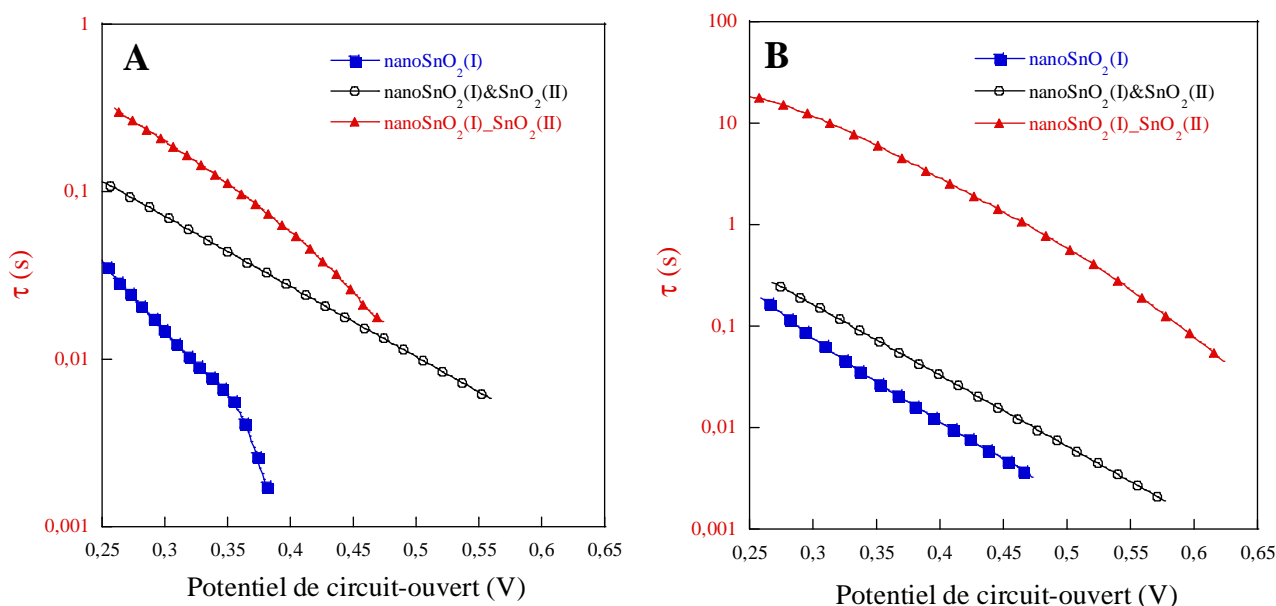 A
nanoSnO₂(I)
nanoSnO₂(I)&SnO₂(II)
nanoSnO₂(I)_SnO₂(II)
τ (s)
1
0,1
0,01
0,001
0,25 0,3 0,35 0,4 0,45 0,5 0,55 0,6 0,65
Potentiel de circuit-ouvert (V)
B
nanoSnO₂(I)
nanoSnO₂(I)&SnO₂(II)
nanoSnO₂(I)_SnO₂(II)
τ (s)
100
10
1
0,1
0,01
0,001
0,25 0,3 0,35 0,4 0,45 0,5 0,55 0,6 0,65
Potentiel de circuit-ouvert (V)